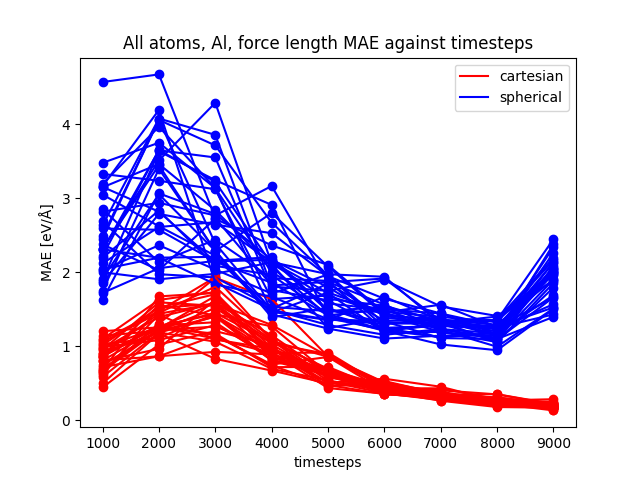 All atoms, Al, force length MAE against timesteps
cartesian
spherical
MAE [eV/Å]
4
3
2
1
0
1000 2000 3000 4000 5000 6000 7000 8000 9000
timesteps